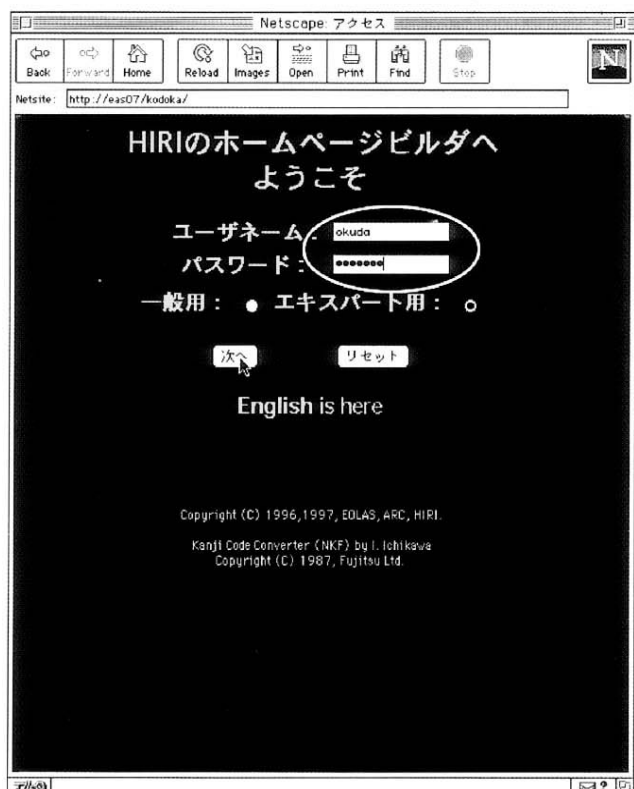 Netscape: アクセス
Back Forward Home Reload Images Open Print Find Stop
N
Netsite: http://eas07/kodoka/
HIRIのホームページビルダへ
ようこそ
ユーザネーム: okuda
パスワード: •••••••
一般用: エキスパート用:
次へ リセット
English is here
Copyright (C) 1996,1997, EOLAS, ARC, HIRI.
Kanji Code Converter (NKF) by I. Ichikawa
Copyright (C) 1987, Fujitsu Ltd.
?